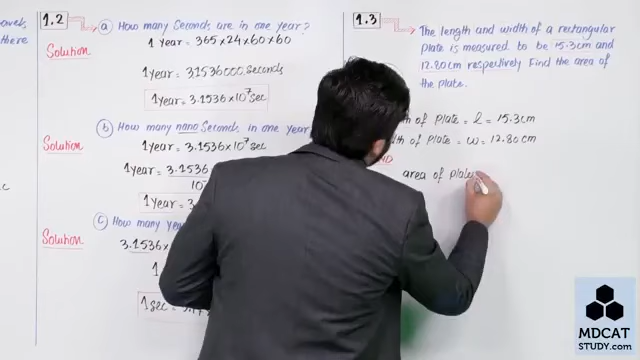 there
1.2
a) How many Seconds are in one year?
Solution
1 Year = 365×24×60×60
1 Year = 31536000 Seconds
1 Year = 3.1536×10⁷ sec
b) How many nano Seconds in one year
Solution
1 Year = 3.1536×10⁷ sec
1 Year = 3.1536
10
1 Year = 3.
c) How many year
Solution
3.1536×
1
1 sec =
1.3
The length and width of a rectangular
plate is measured to be 15.3cm and
12.80cm respectively Find the area of
the plate.
of plate = l = 15.3cm
of plate = w = 12.80 cm
area of plate
MDCAT
STUDY.COM